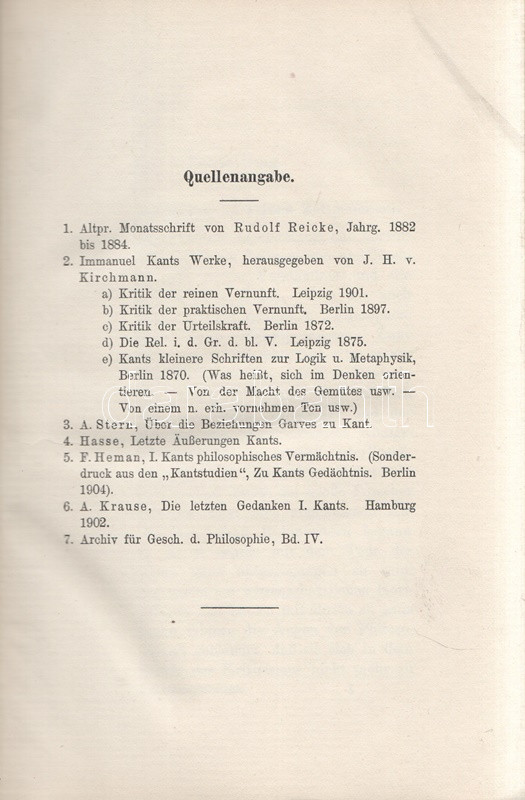 Quellenangabe.
1. Altpr. Monatsschrift von Rudolf Reicke, Jahrg. 1882
bis 1884.
2. Immanuel Kants Werke, herausgegeben von J. H. v.
Kirchmann.
a) Kritik der reinen Vernunft. Leipzig 1901.
b) Kritik der praktischen Vernunft. Berlin 1897.
c) Kritik der Urteilskraft. Berlin 1872.
d) Die Rel. i. d. Gr. d. bl. V. Leipzig 1875.
e) Kants kleinere Schriften zur Logik u. Metaphysik,
Berlin 1870. (Was heißt, sich im Denken orien-
tieren. — Von der Macht des Gemütes usw. —
Von einem n. erh. vornehmen Ton usw.)
3. A. Stern, Über die Beziehungen Garves zu Kant.
4. Hasse, Letzte Äußerungen Kants.
5. F. Heman, I. Kants philosophisches Vermächtnis. (Sonder-
druck aus den „Kantstudien", Zu Kants Gedächtnis. Berlin
1904).
6. A. Krause, Die letzten Gedanken I. Kants. Hamburg
1902.
7. Archiv für Gesch. d. Philosophie, Bd. IV.
darabanth